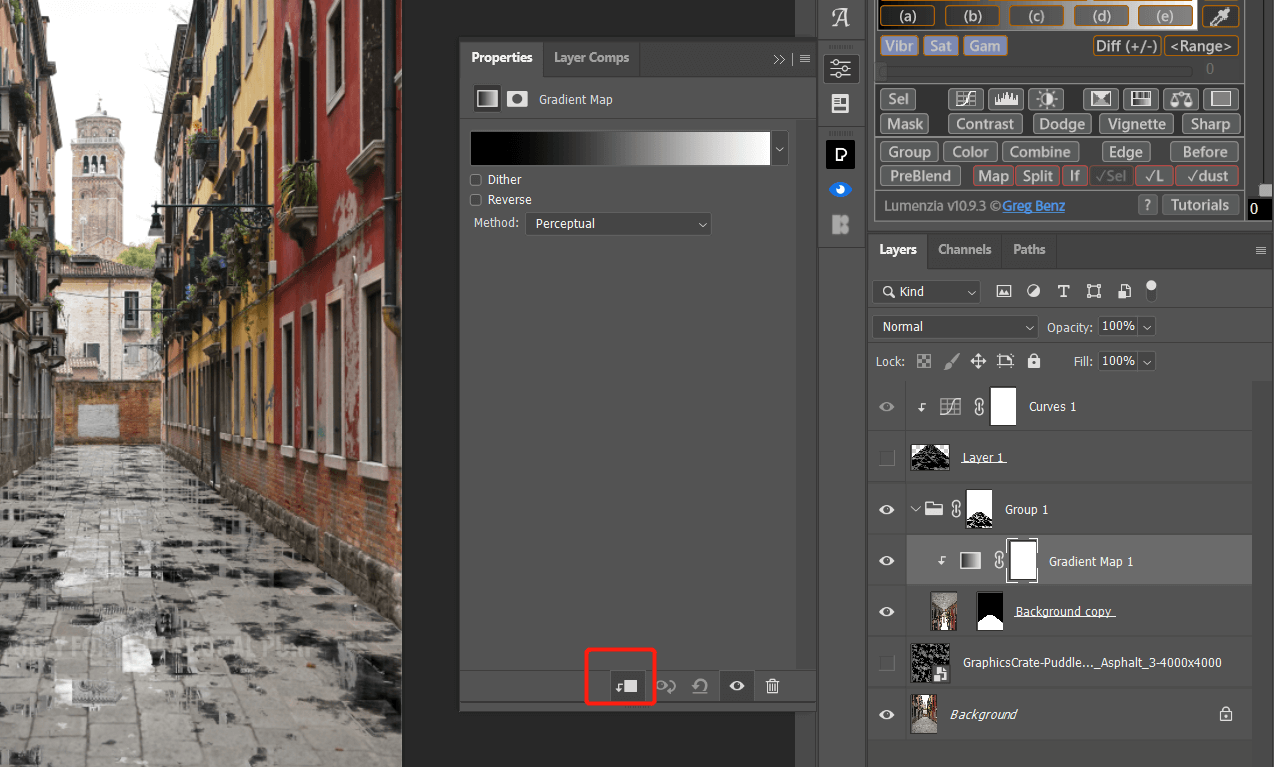 (a) (b) (c) (d) (e)
Vibr Sat Gam Diff (+/-) <Range>
0
Sel
Mask Contrast Dodge Vignette Sharp
Group Color Combine Edge Before
PreBlend Map Split If ✓Sel ✓L ✓dust
Lumenzia v10.9.3 © Greg Benz ? Tutorials
0
Properties Layer Comps
Gradient Map
Dither
Reverse
Method: Perceptual
Layers Channels Paths
Kind
Normal Opacity: 100%
Lock: Fill: 100%
Curves 1
Layer 1
Group 1
Gradient Map 1
Background copy
GraphicsCrate-Puddle..._Asphalt_3-4000x4000
Background